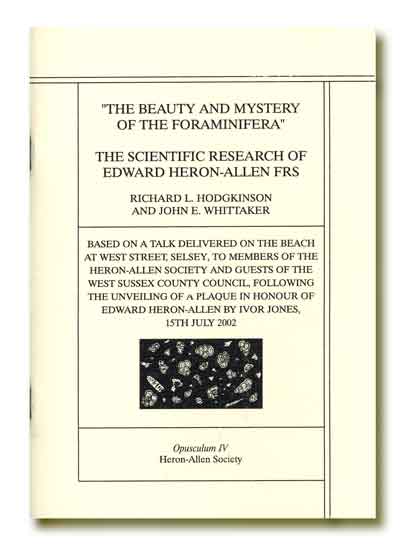 "THE BEAUTY AND MYSTERY
OF THE FORAMINIFERA"
THE SCIENTIFIC RESEARCH OF
EDWARD HERON-ALLEN FRS
RICHARD L. HODGKINSON
AND JOHN E. WHITTAKER
BASED ON A TALK DELIVERED ON THE BEACH
AT WEST STREET, SELSEY, TO MEMBERS OF THE
HERON-ALLEN SOCIETY AND GUESTS OF THE
WEST SUSSEX COUNTY COUNCIL, FOLLOWING
THE UNVEILING OF A PLAQUE IN HONOUR OF
EDWARD HERON-ALLEN BY IVOR JONES,
15TH JULY 2002
Opusculum IV
Heron-Allen Society